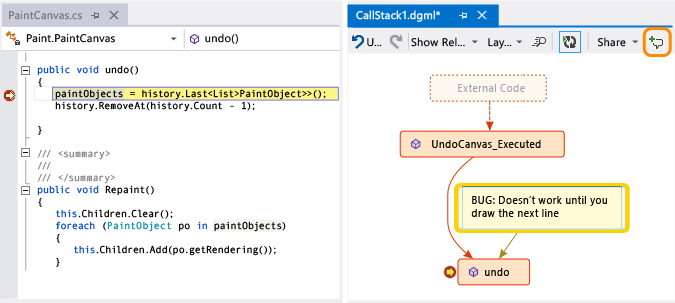 PaintCanvas.cs
Paint.PaintCanvas
undo()
public void undo()
{
paintObjects = history.Last<List>PaintObject>>();
history.RemoveAt(history.Count - 1);
}
/// <summary>
///
/// </summary>
public void Repaint()
{
this.Children.Clear();
foreach (PaintObject po in paintObjects)
{
this.Children.Add(po.getRendering());
}
CallStack1.dgml*
U...
Show Rel...
Lay...
Share
External Code
UndoCanvas_Executed
BUG: Doesn't work until you
draw the next line
undo